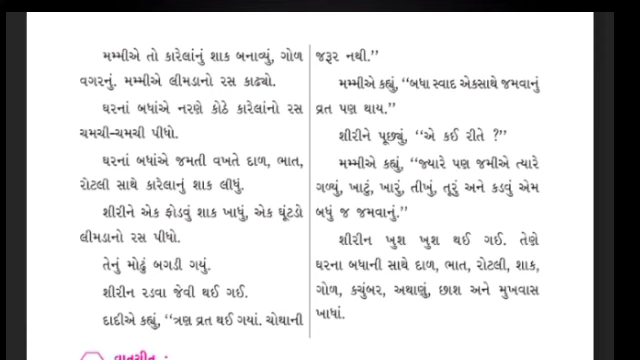 મમ્મીએ તો કારેલાંનું શાક બનાવ્યું, ગોળ
વગરનું. મમ્મીએ લીમડાનો રસ કાઢ્યો.
ઘરનાં બધાંએ નરણે કોઠે કારેલાંનો રસ
ચમચી-ચમચી પીધો.
ઘરનાં બધાંએ જમતી વખતે દાળ, ભાત,
રોટલી સાથે કારેલાનું શાક લીધું.
શીરીને એક ફોડવું શાક ખાધું, એક ઘૂંટડો
લીમડાનો રસ પીધો.
તેનું મોઢું બગડી ગયું.
શીરીન રડવા જેવી થઈ ગઈ.
દાદીએ કહ્યું, “ત્રણ વ્રત થઈ ગયાં. ચોથાની
જરૂર નથી.”
મમ્મીએ કહ્યું, “બધા સ્વાદ એકસાથે જમવાનું
વ્રત પણ થાય.”
શીરીને પૂછ્યું, “એ કઈ રીતે ?”
મમ્મીએ કહ્યું, “જ્યારે પણ જમીએ ત્યારે
ગળ્યું, ખાટું, ખારું, તીખું, તૂરું અને કડવું એમ
બધું જ જમવાનું.”
શીરીન ખુશ ખુશ થઈ ગઈ. તેણે
ઘરના બધાની સાથે દાળ, ભાત, રોટલી, શાક,
ગોળ, કચુંબર, અથાણું, છાશ અને મુખવાસ
ખાધાં.
વાતચીત :